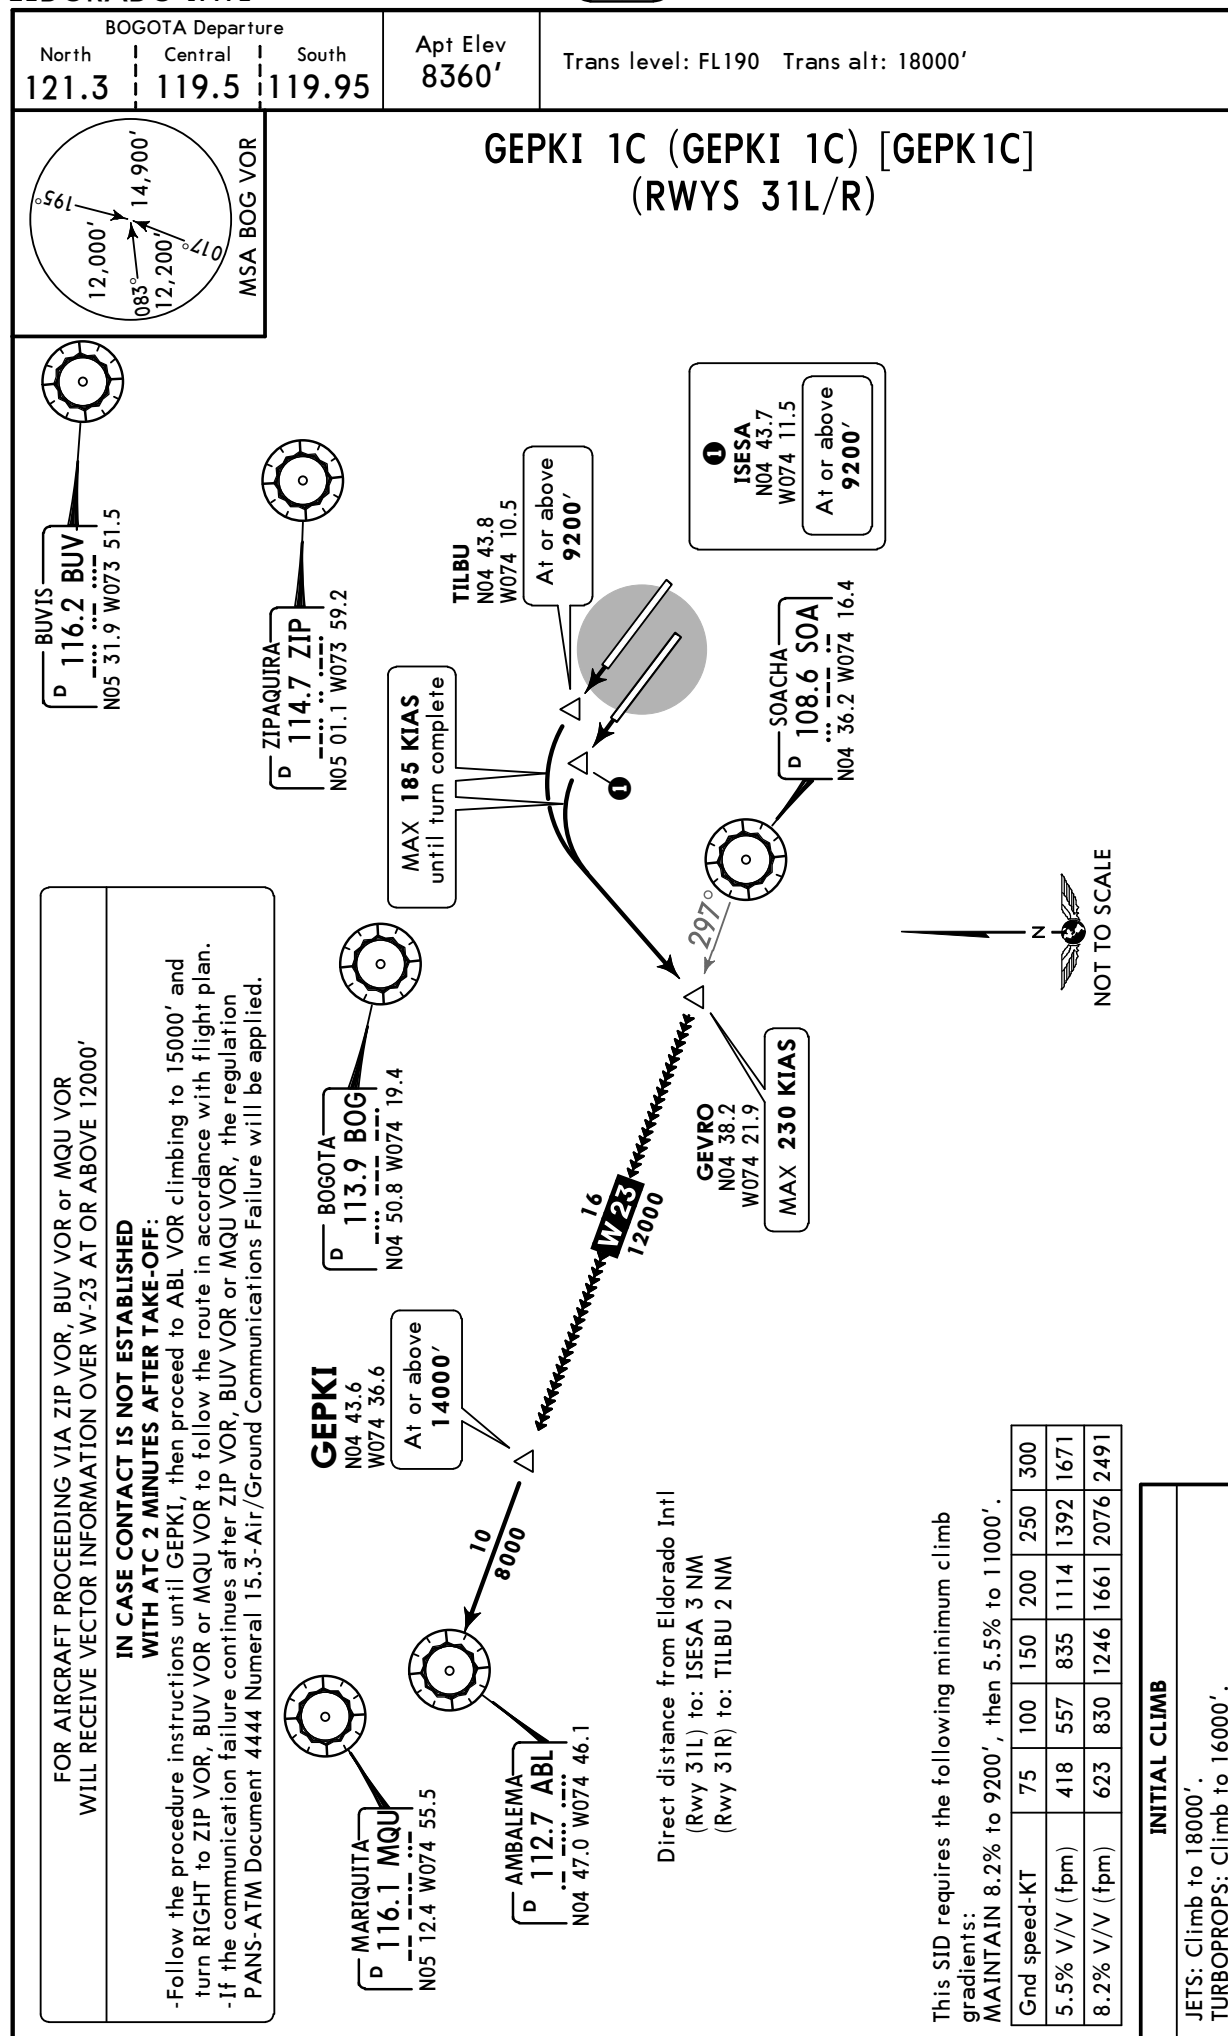 BOGOTA Departure
North Central South
121.3 119.5 119.95
Apt Elev
8360'
Trans level: FL190 Trans alt: 18000'
GEPKI 1C (GEPKI 1C) [GEPK1C]
(RWYS 31L/R)
195°
14,900'
12,000'
083°
12,200'
017°
MSA BOG VOR
BUVIS
D 116.2 BUV
N05 31.9 W073 51.5
ZIPAQUIRA
D 114.7 ZIP
N05 01.1 W073 59.2
TILBU
N04 43.8
W074 10.5
At or above
9200'
1
ISESA
N04 43.7
W074 11.5
At or above
9200'
MAX 185 KIAS
until turn complete
1
SOACHA
D 108.6 SOA
N04 36.2 W074 16.4
297°
BOGOTA
D 113.9 BOG
N04 50.8 W074 19.4
GEVRO
N04 38.2
W074 21.9
MAX 230 KIAS
16
W 23
12000
GEPKI
N04 43.6
W074 36.6
At or above
14000'
10
8000
MARIQUITA
D 116.1 MQU
N05 12.4 W074 55.5
AMBALEMA
D 112.7 ABL
N04 47.0 W074 46.1
N
NOT TO SCALE
FOR AIRCRAFT PROCEEDING VIA ZIP VOR, BUV VOR or MQU VOR
WILL RECEIVE VECTOR INFORMATION OVER W-23 AT OR ABOVE 12000'
IN CASE CONTACT IS NOT ESTABLISHED
WITH ATC 2 MINUTES AFTER TAKE-OFF:
-Follow the procedure instructions until GEPKI, then proceed to ABL VOR climbing to 15000' and
turn RIGHT to ZIP VOR, BUV VOR or MQU VOR to follow the route in accordance with flight plan.
-If the communication failure continues after ZIP VOR, BUV VOR or MQU VOR, the regulation
PANS-ATM Document 4444 Numeral 15.3-Air/Ground Communications Failure will be applied.
Direct distance from Eldorado Intl
(Rwy 31L) to: ISESA 3 NM
(Rwy 31R) to: TILBU 2 NM
This SID requires the following minimum climb
gradients:
MAINTAIN 8.2% to 9200', then 5.5% to 11000'.
Gnd speed-KT 75 100 150 200 250 300
5.5% V/V (fpm) 418 557 835 1114 1392 1671
8.2% V/V (fpm) 623 830 1246 1661 2076 2491
INITIAL CLIMB
JETS: Climb to 18000'.
TURBOPROPS: Climb to 16000'.